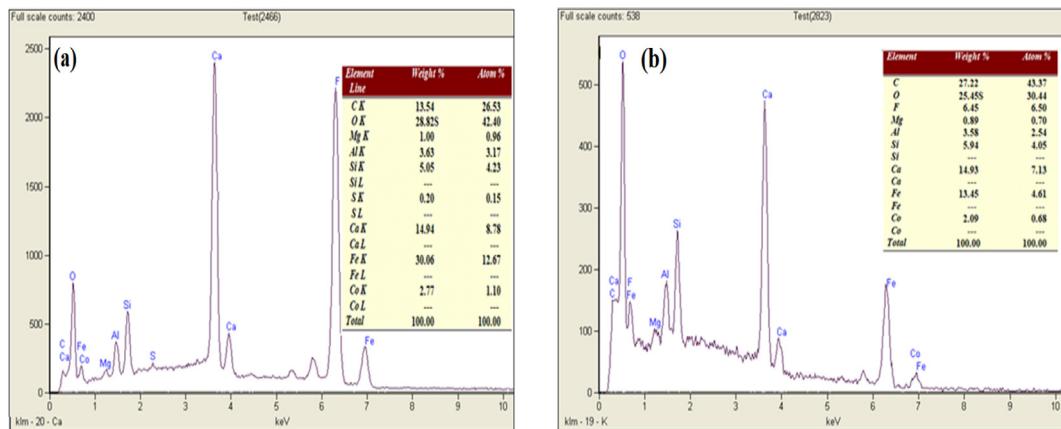 Full scale counts: 2400 Test(2466)
(a)
Element Line Weight % Atom %
C K 13.54 26.53
O K 28.82S 42.40
Mg K 1.00 0.96
Al K 3.63 3.17
Si K 5.05 4.23
Si L --- ---
S K 0.20 0.15
S L --- ---
Ca K 14.94 8.78
Ca L --- ---
Fe K 30.06 12.67
Fe L --- ---
Co K 2.77 1.10
Co L --- ---
Total 100.00 100.00
2500
2000
1500
1000
500
0
Ca
F
O
Si
Al
C
Ca
Fe
Co
Mg
S
Ca
Fe
0 1 2 3 4 5 6 7 8 9 10
klm - 20 - Ca keV
Full scale counts: 538 Test(2823)
(b)
Element Weight % Atom %
C 27.22 43.37
O 25.45S 30.44
F 6.45 6.50
Mg 0.89 0.70
Al 3.58 2.54
Si 5.94 4.05
Si --- ---
Ca 14.93 7.13
Ca --- ---
Fe 13.45 4.61
Fe --- ---
Co 2.09 0.68
Co --- ---
Total 100.00 100.00
500
400
300
200
100
0
O
Ca
Si
Al
Ca
C
F
Fe
Mg
Ca
Fe
Co
Fe
0 1 2 3 4 5 6 7 8 9 10
klm - 19 - K keV